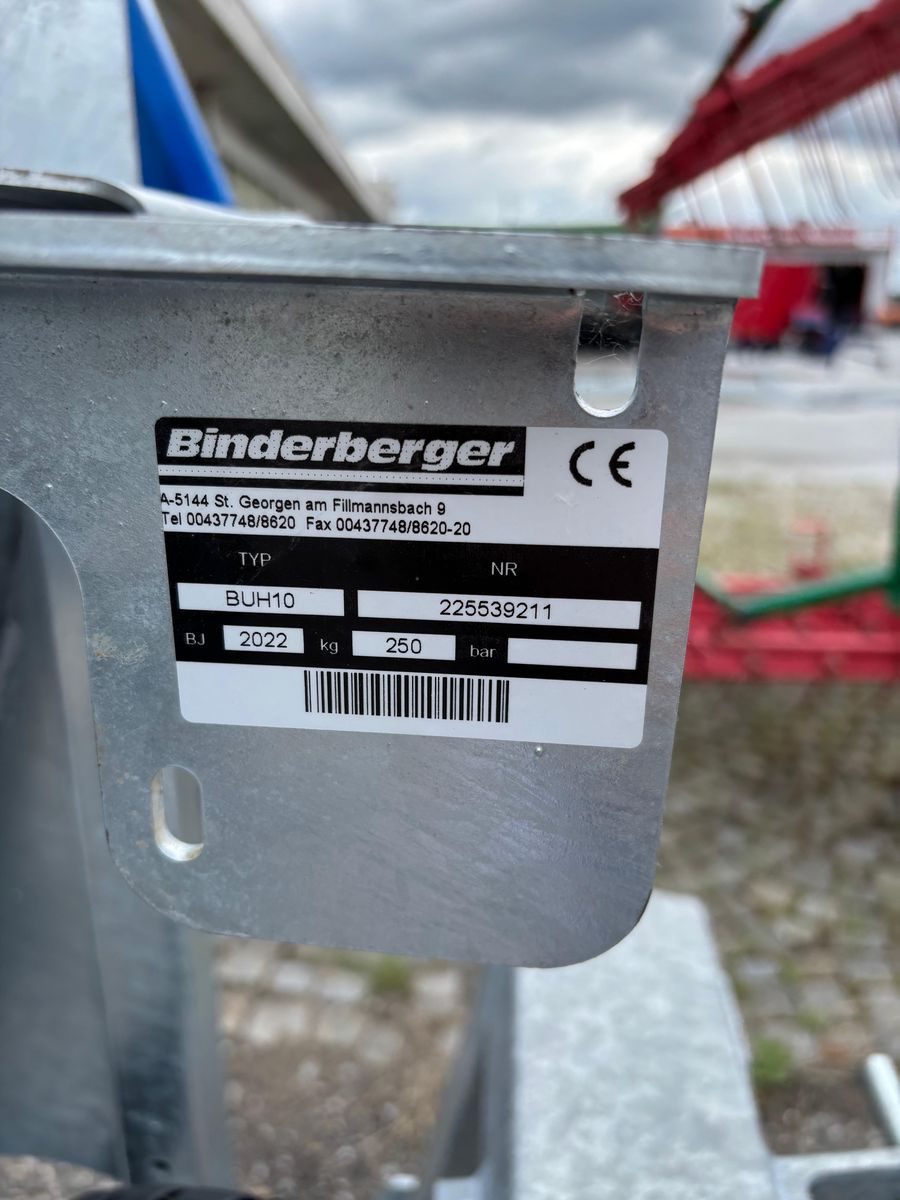 Binderberger
CE
A-5144 St. Georgen am Fillmannsbach 9
Tel 00437748/8620 Fax 00437748/8620-20
TYP NR
BUH10 225539211
BJ 2022 kg 250 bar